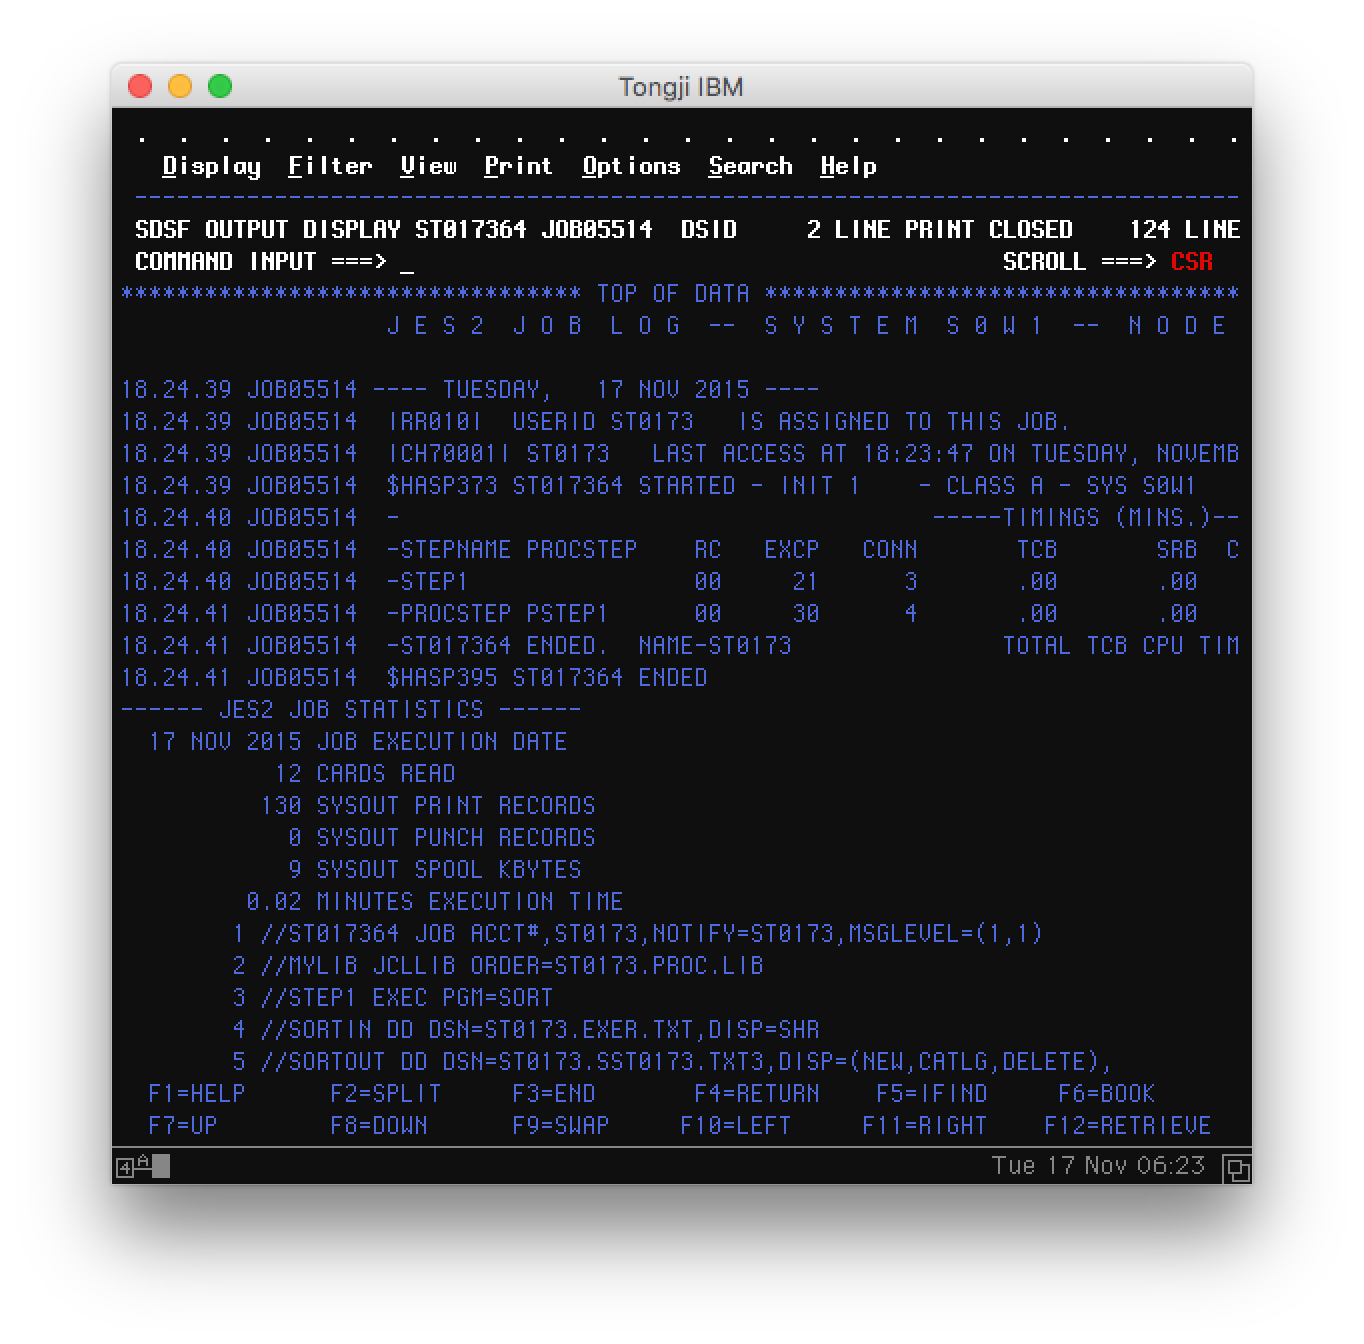 Tongji IBM
. . . . . . . . . . . . . . . . . . . . . . . . . . .
Display Filter View Print Options Search Help
-------------------------------------------------------------------------------
SDSF OUTPUT DISPLAY ST017364 JOB05514  DSID     2 LINE PRINT CLOSED    124 LINE
COMMAND INPUT ===> _                                          SCROLL ===> CSR
********************************* TOP OF DATA **********************************
                   J E S 2  J O B  L O G  --  S Y S T E M  S 0 W 1  --  N O D E
18.24.39 JOB05514 ---- TUESDAY,   17 NOV 2015 ----
18.24.39 JOB05514  IRR010I  USERID ST0173   IS ASSIGNED TO THIS JOB.
18.24.39 JOB05514  ICH70001I ST0173   LAST ACCESS AT 18:23:47 ON TUESDAY, NOVEMB
18.24.39 JOB05514  $HASP373 ST017364 STARTED - INIT 1    - CLASS A - SYS S0W1
18.24.40 JOB05514  -                                      -----TIMINGS (MINS.)--
18.24.40 JOB05514  -STEPNAME PROCSTEP    RC   EXCP   CONN       TCB       SRB  C
18.24.40 JOB05514  -STEP1                00     21      3       .00       .00
18.24.41 JOB05514  -PROCSTEP PSTEP1      00     30      4       .00       .00
18.24.41 JOB05514  -ST017364 ENDED.  NAME-ST0173               TOTAL TCB CPU TIM
18.24.41 JOB05514  $HASP395 ST017364 ENDED
------ JES2 JOB STATISTICS ------
  17 NOV 2015 JOB EXECUTION DATE
           12 CARDS READ
          130 SYSOUT PRINT RECORDS
            0 SYSOUT PUNCH RECORDS
            9 SYSOUT SPOOL KBYTES
         0.02 MINUTES EXECUTION TIME
        1 //ST017364 JOB ACCT#,ST0173,NOTIFY=ST0173,MSGLEVEL=(1,1)
        2 //MYLIB JCLLIB ORDER=ST0173.PROC.LIB
        3 //STEP1 EXEC PGM=SORT
        4 //SORTIN DD DSN=ST0173.EXER.TXT,DISP=SHR
        5 //SORTOUT DD DSN=ST0173.SST0173.TXT3,DISP=(NEW,CATLG,DELETE),
  F1=HELP      F2=SPLIT     F3=END       F4=RETURN    F5=IFIND     F6=BOOK
  F7=UP        F8=DOWN      F9=SWAP     F10=LEFT     F11=RIGHT    F12=RETRIEVE
4 A Tue 17 Nov 06:23